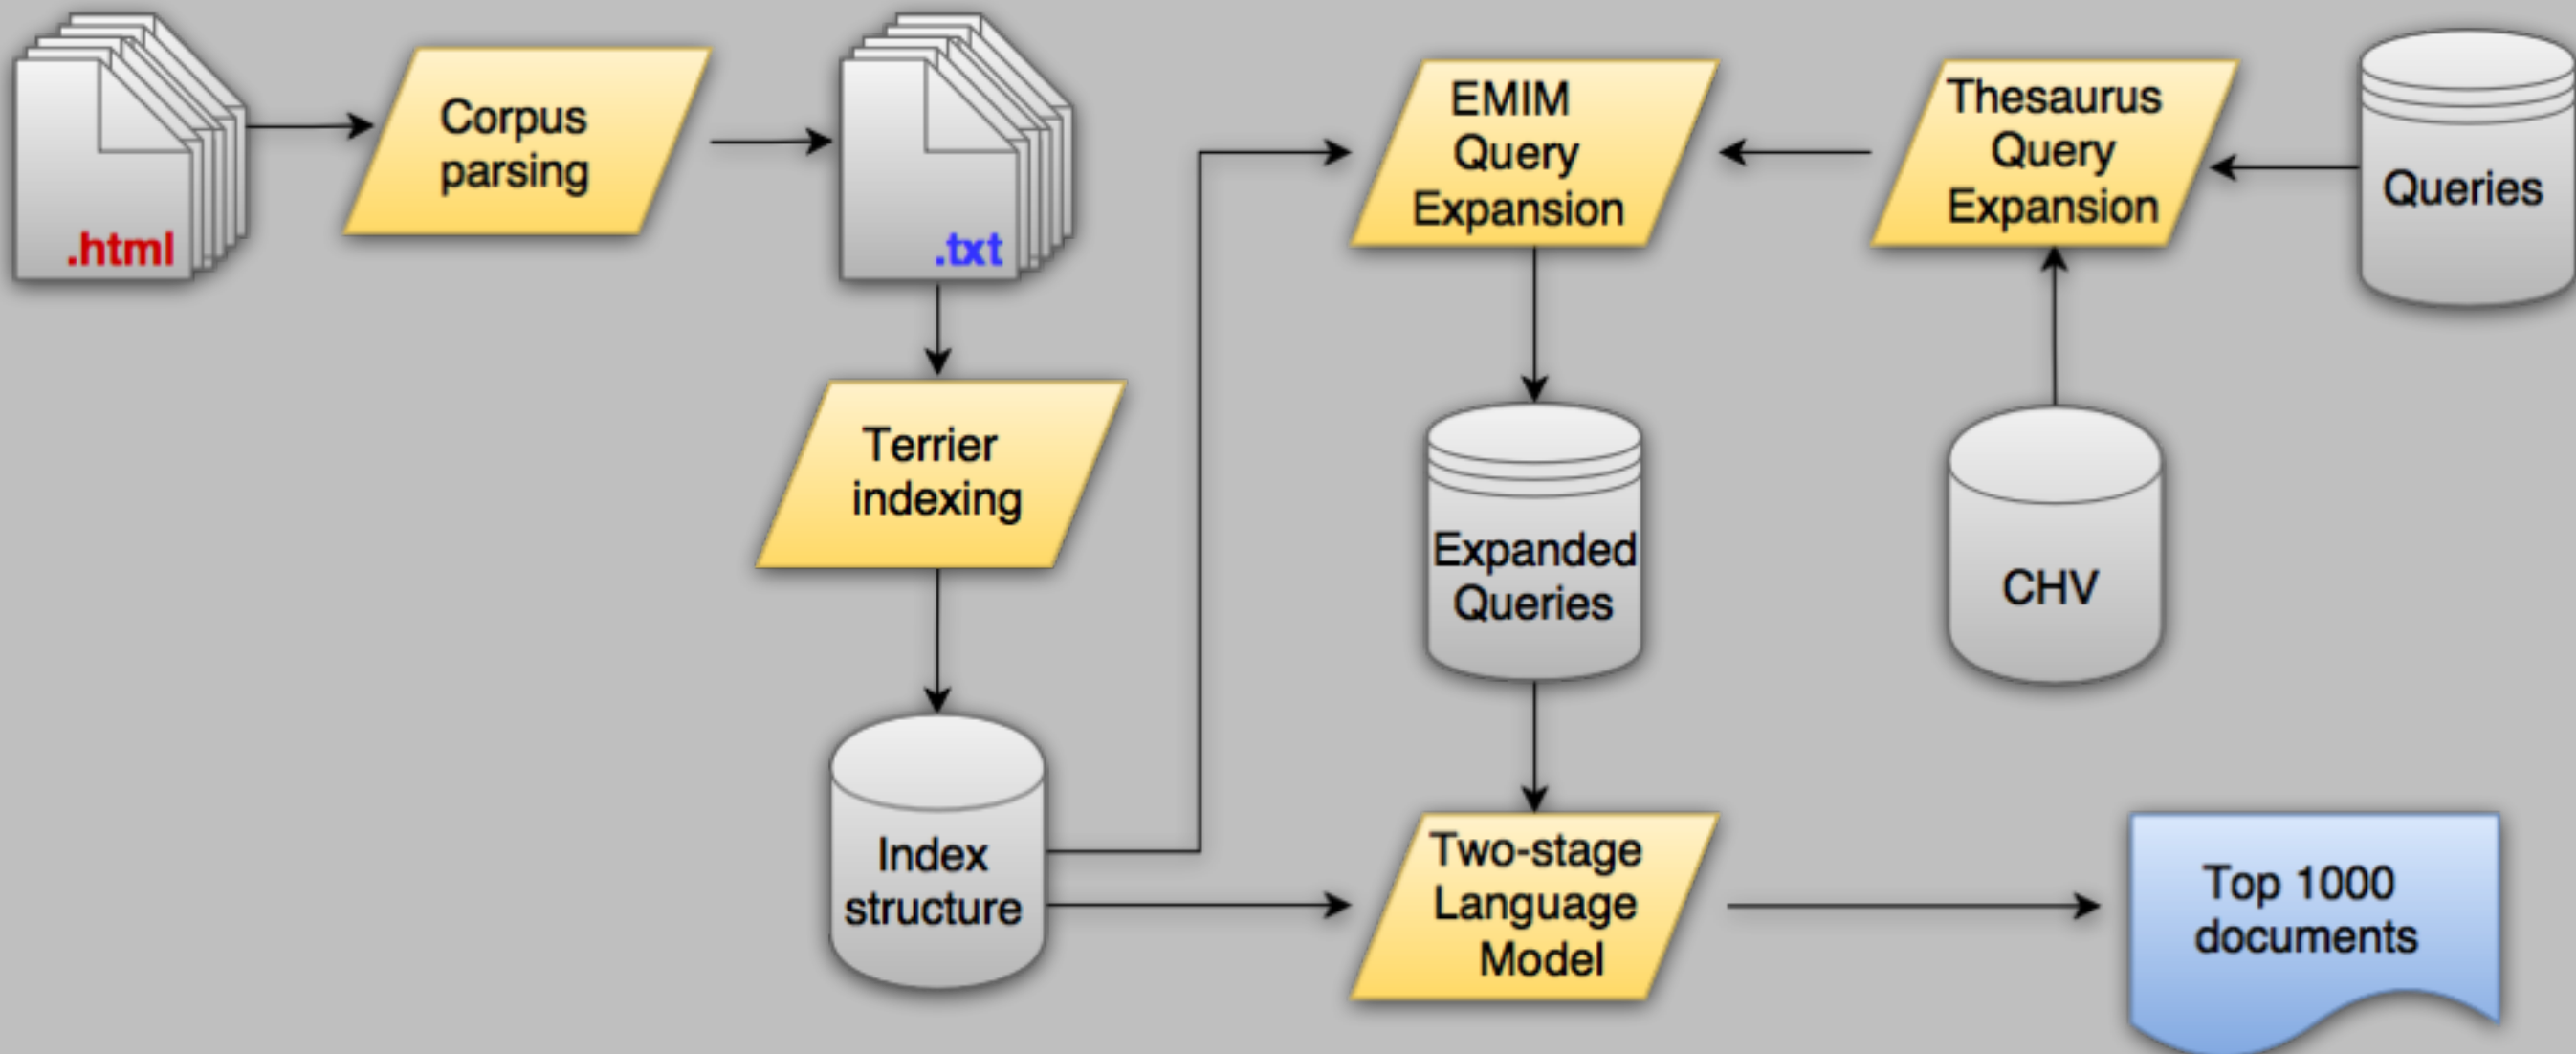 .html
Corpus
parsing
.txt
EMIM
Query
Expansion
Thesaurus
Query
Expansion
Queries
Terrier
indexing
Expanded
Queries
CHV
Index
structure
Two-stage
Language
Model
Top 1000
documents